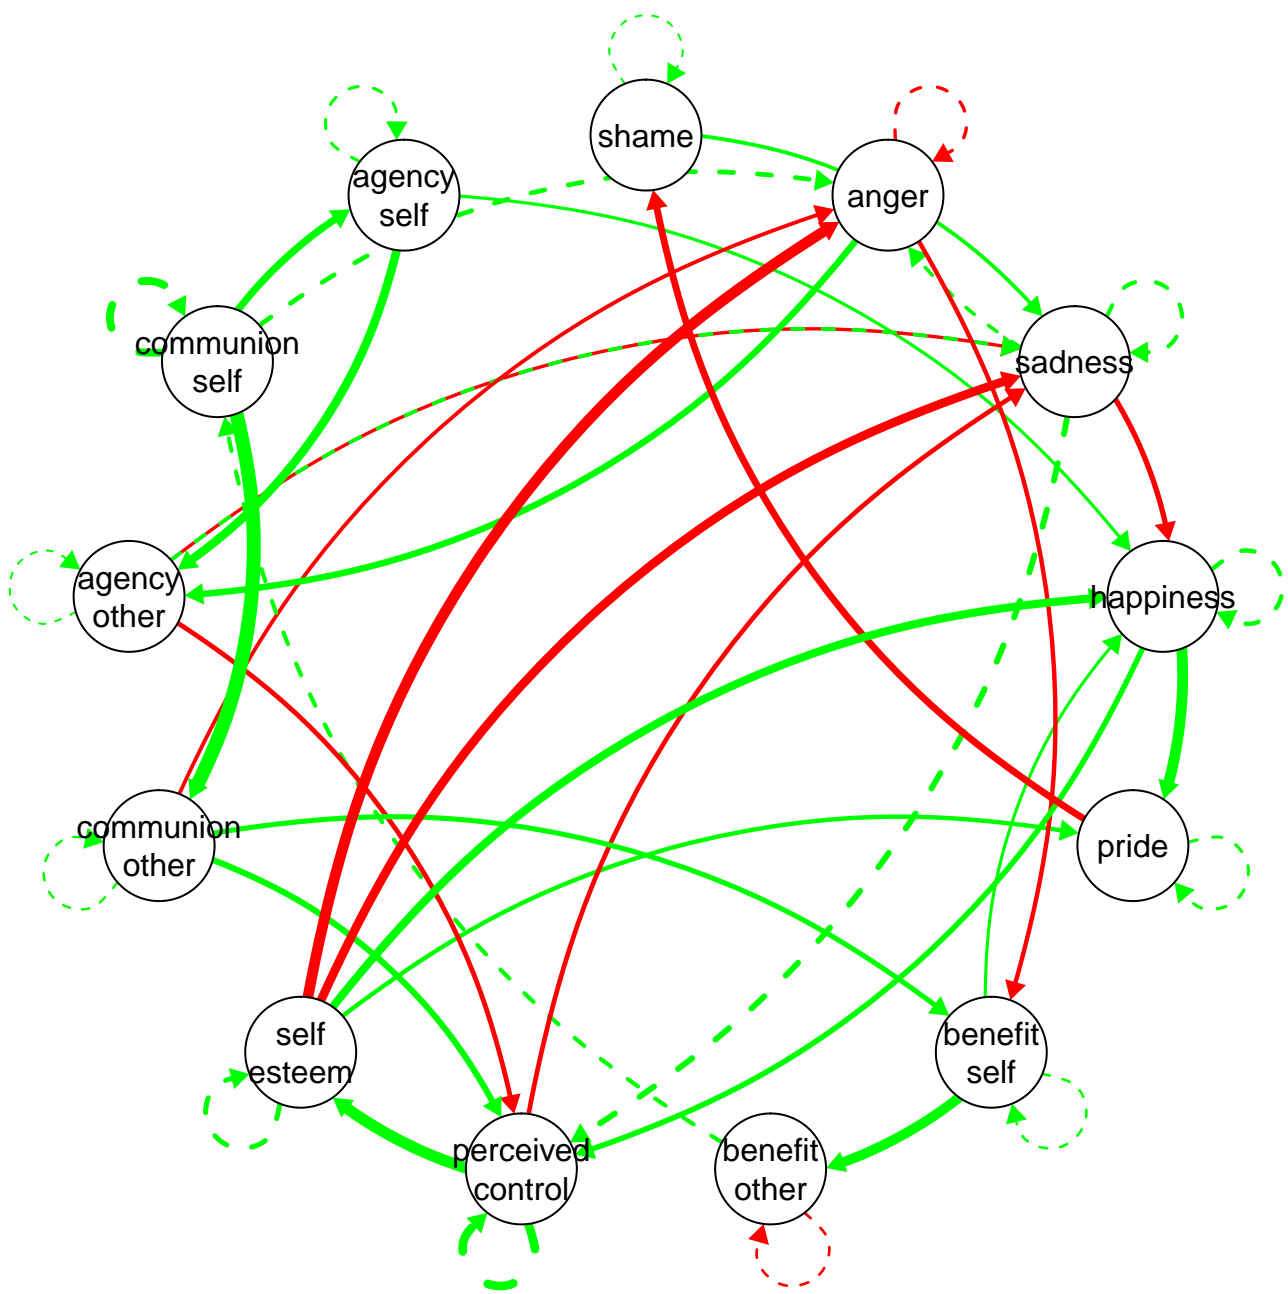 shame
anger
agency
self
communion
self
sadness
agency
other
happiness
communion
other
pride
self
esteem
benefit
self
perceived
control
benefit
other